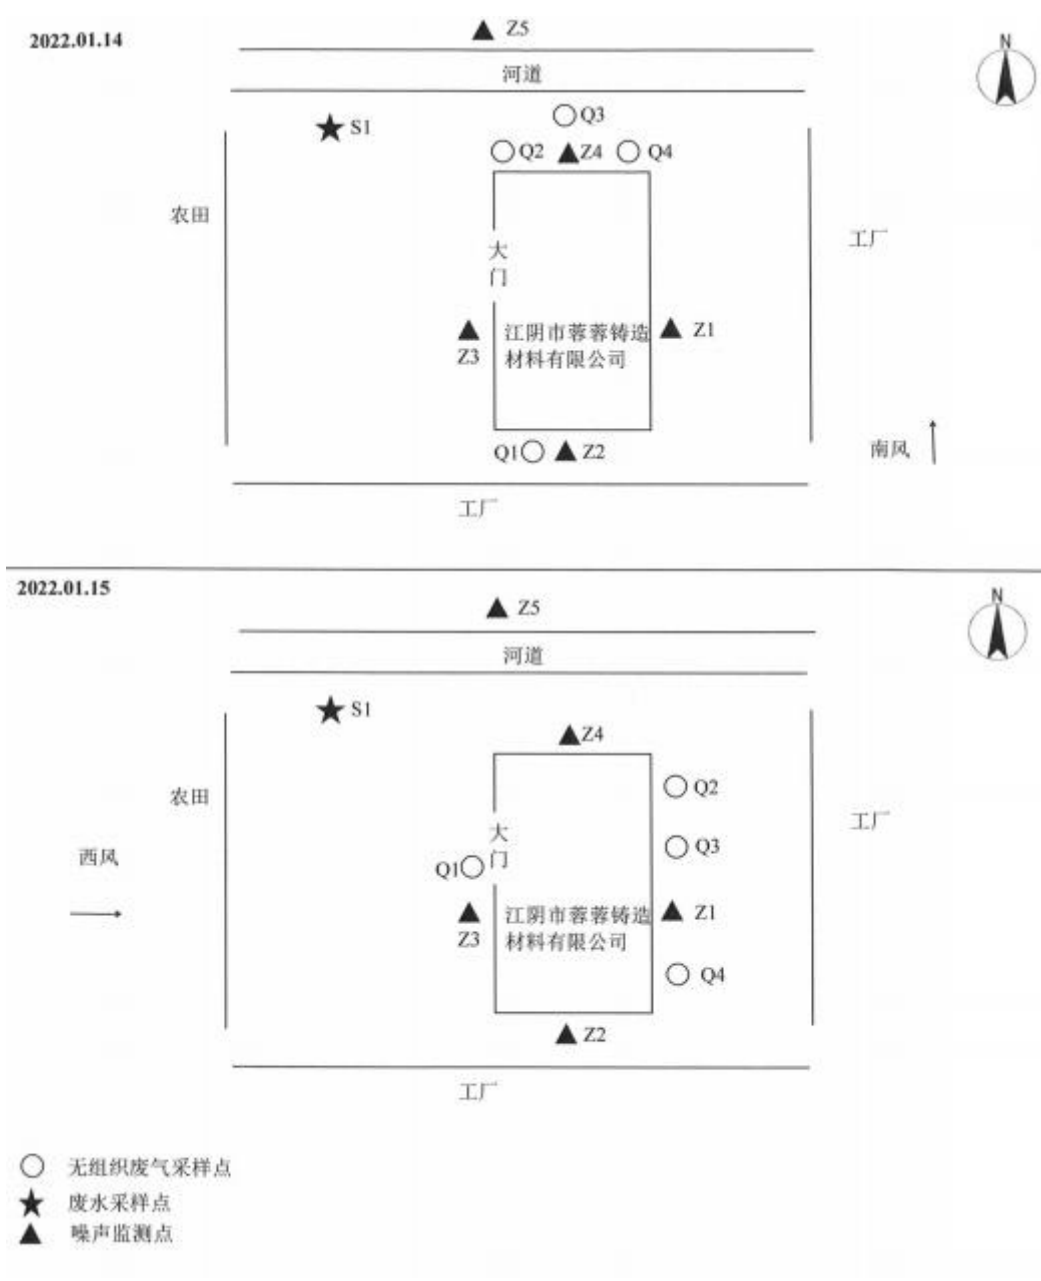 Z5
2022.01.14
N
河道
Q3
S1
Q2
Z4
Q4
农田
工厂
大
门
Z3
江阴市蓉蓉铸造
材料有限公司
Z1
南风
Q1
Z2
工厂
2022.01.15
N
Z5
河道
S1
Z4
农田
Q2
工厂
大
门
Q3
西风
Q1
Z3
江阴市蓉蓉铸造
材料有限公司
Z1
Q4
Z2
工厂
无组织废气采样点
废水采样点
噪声监测点